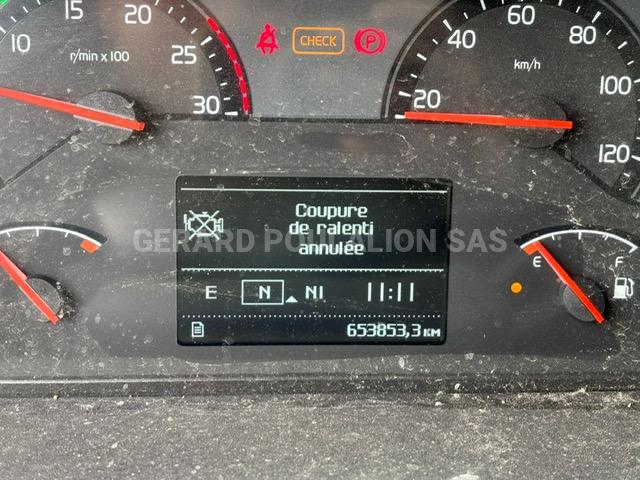 10 15 20 25 30
r/min x 100
CHECK
P
20 40 60 80 100 120
km/h
Coupure
de ralenti
annulée
GERARD POUTALION SAS
E N NI 11:11
653853,3 KM
E F